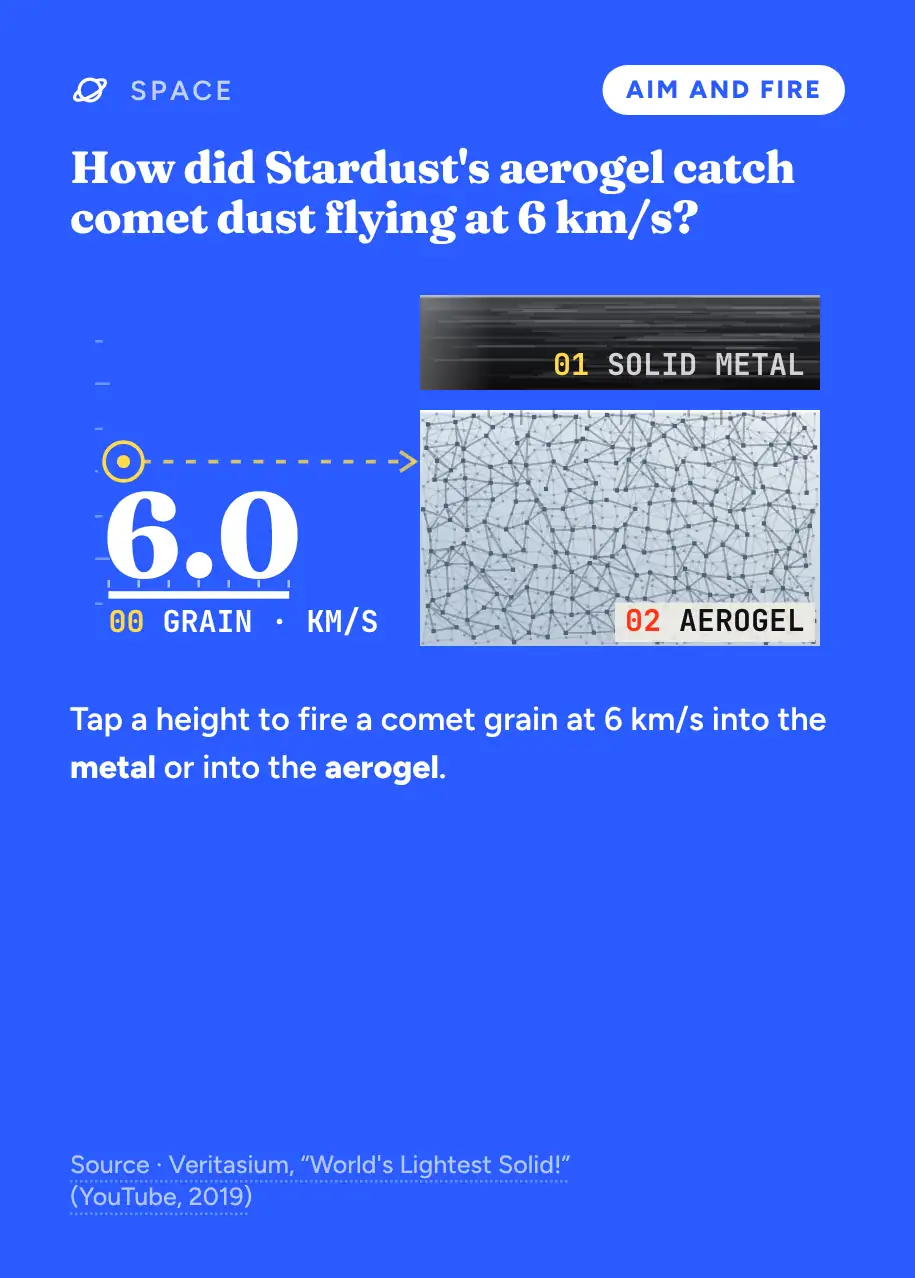 SPACE
AIM AND FIRE
How did Stardust's aerogel catch
comet dust flying at 6 km/s?
01 SOLID METAL
6.0
00 GRAIN · KM/S
02 AEROGEL
Tap a height to fire a comet grain at 6 km/s into the
metal or into the aerogel.
Source · Veritasium, “World's Lightest Solid!”
(YouTube, 2019)